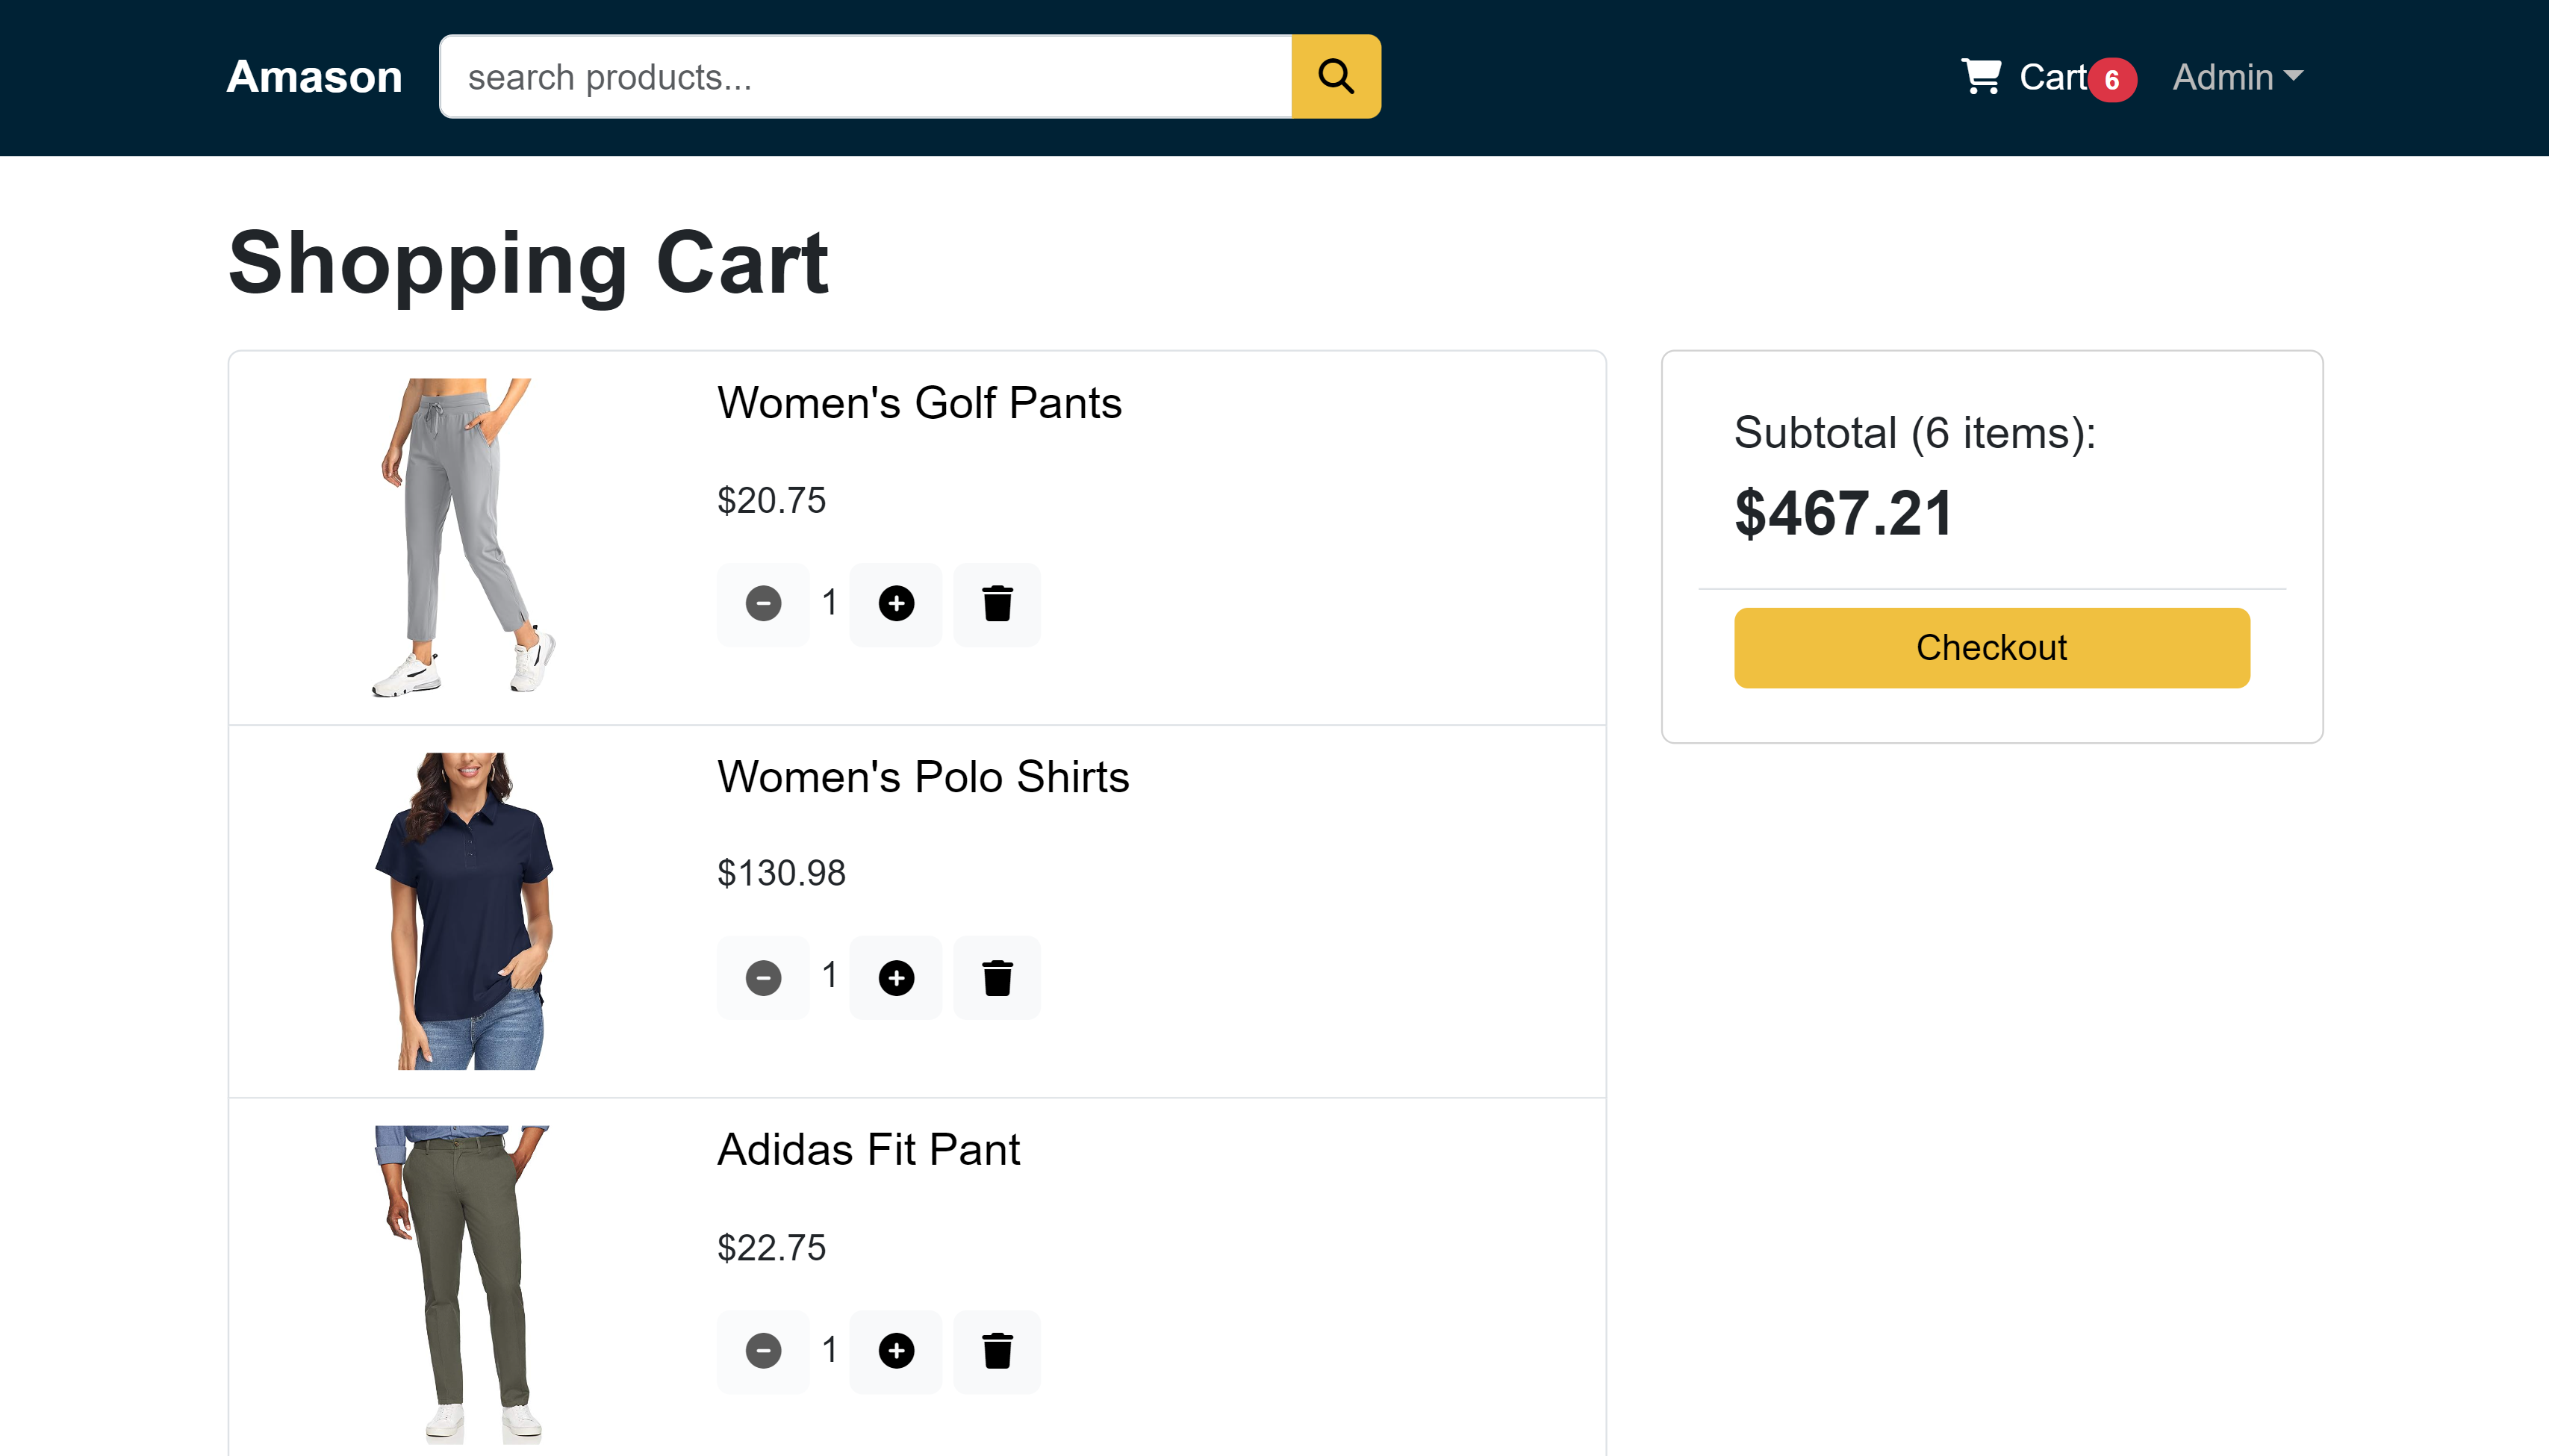 Amason
search products...
Cart 6
Admin
Shopping Cart
Women's Golf Pants
$20.75
1
Women's Polo Shirts
$130.98
1
Adidas Fit Pant
$22.75
1
Subtotal (6 items):
$467.21
Checkout